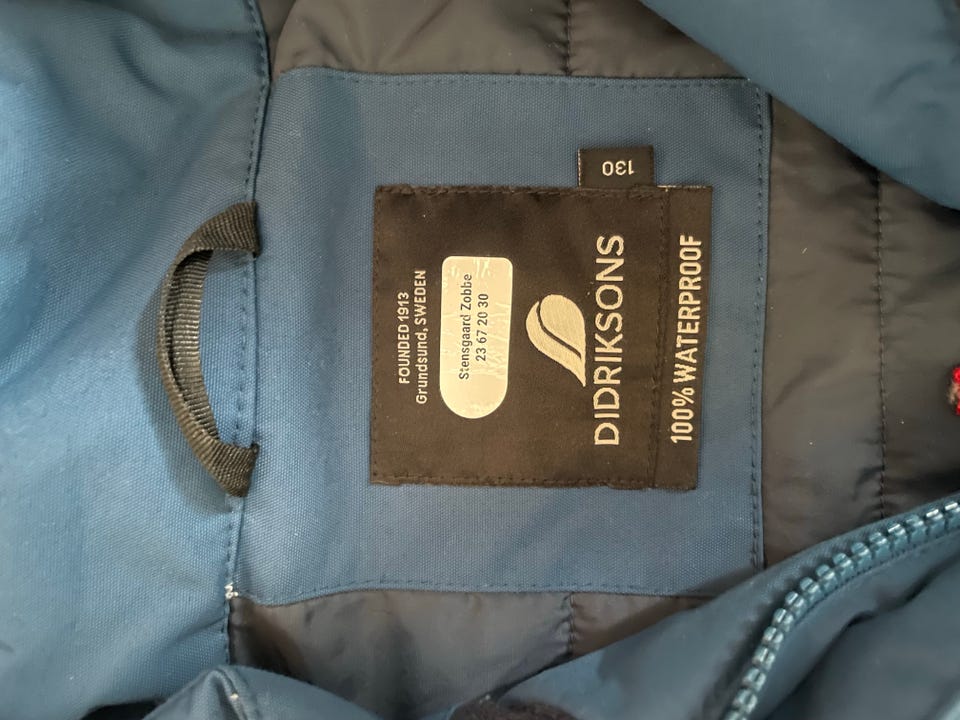 FOUNDED 1913
Grundsund, SWEDEN
Stensgaard Zobbe
23 67 20 30
DIDRIKSONS
100% WATERPROOF
130